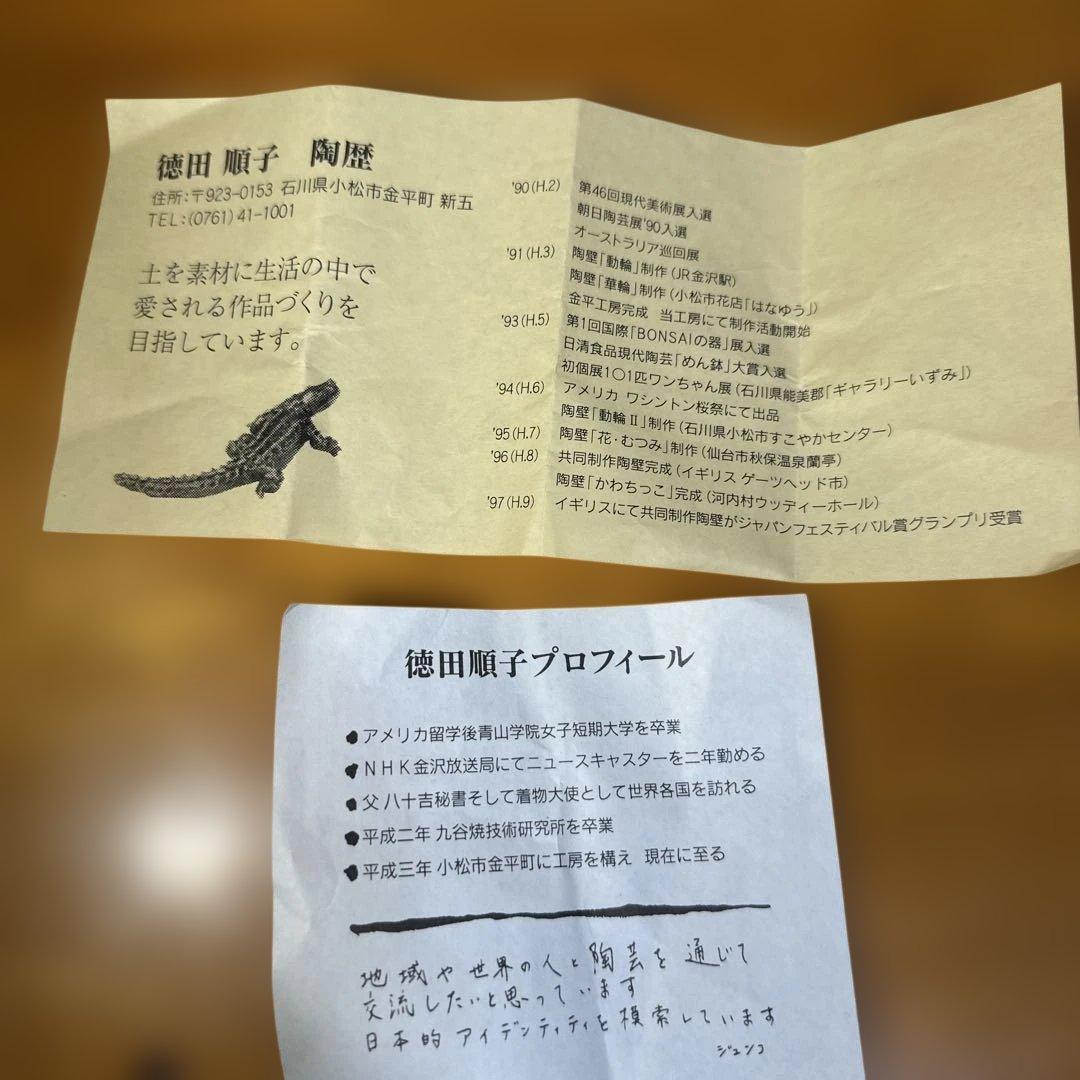 徳田 順子　陶歴
住所:〒923-0153 石川県小松市金平町 新五
TEL:(0761)41-1001
土を素材に生活の中で
愛される作品づくりを
目指しています。
'90(H.2) 第46回現代美術展入選
朝日陶芸展'90入選
オーストラリア巡回展
'91(H.3) 陶壁「動輪」制作(JR金沢駅)
陶壁「華輪」制作(小松市花店「はなゆう」)
金平工房完成 当工房にて制作活動開始
'93(H.5) 第1回国際「BONSAIの器」展入選
日清食品現代陶芸「めん鉢」大賞入選
初個展1〇1匹ワンちゃん展(石川県能美郡「ギャラリーいずみ」)
'94(H.6) アメリカ ワシントン桜祭にて出品
陶壁「動輪Ⅱ」制作(石川県小松市すこやかセンター)
'95(H.7) 陶壁「花・むつみ」制作(仙台市秋保温泉蘭亭)
'96(H.8) 共同制作陶壁完成(イギリス ゲーツヘッド市)
陶壁「かわちっこ」完成(河内村ウッディーホール)
'97(H.9) イギリスにて共同制作陶壁がジャパンフェスティバル賞グランプリ受賞
徳田順子プロフィール
●アメリカ留学後青山学院女子短期大学を卒業
●NHK金沢放送局にてニュースキャスターを二年勤める
●父 八十吉秘書そして着物大使として世界各国を訪れる
●平成二年 九谷焼技術研究所を卒業
●平成三年 小松市金平町に工房を構え 現在に至る
地域や世界の人と陶芸を通じて
交流したいと思っています
日本的アイデンティティを模索しています
ジュンコ